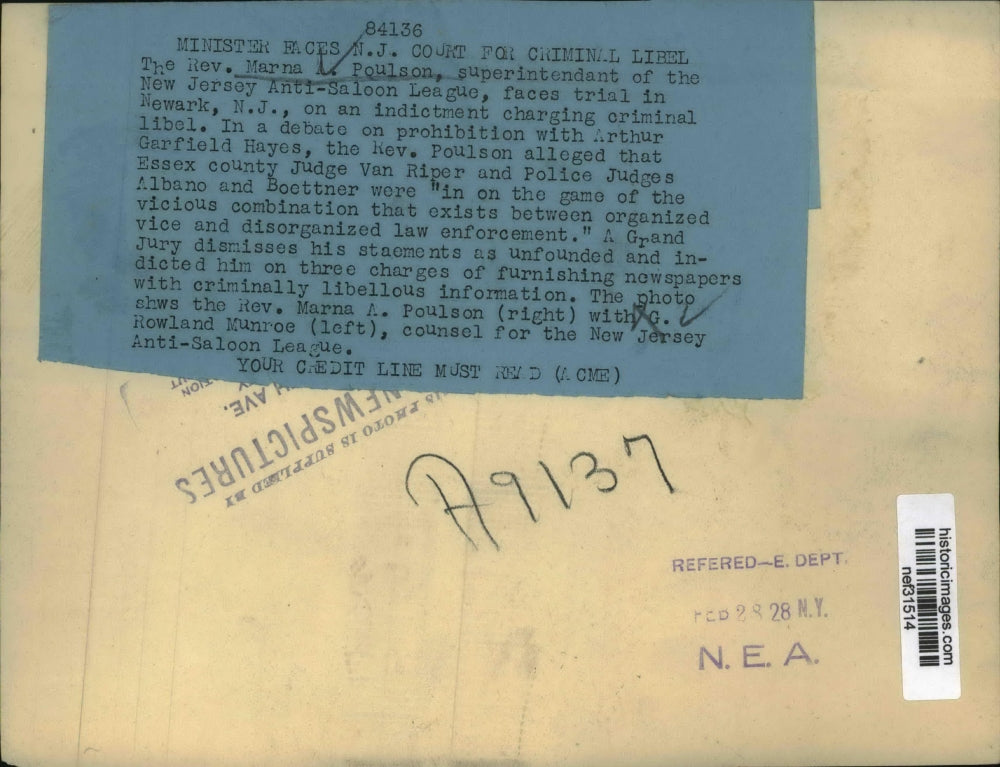 84136
MINISTER FACES N.J. COURT FOR CRIMINAL LIBEL
The Rev. Marna A. Poulson, superintendant of the
New Jersey Anti-Saloon League, faces trial in
Newark, N.J., on an indictment charging criminal
libel. In a debate on prohibition with Arthur
Garfield Hayes, the Rev. Poulson alleged that
Essex county Judge Van Riper and Police Judges
Albano and Boettner were "in on the game of the
vicious combination that exists between organized
vice and disorganized law enforcement." A Grand
Jury dismisses his staements as unfounded and in-
dicted him on three charges of furnishing newspapers
with criminally libellous information. The photo
shws the Rev. Marna A. Poulson (right) with G.
Rowland Munroe (left), counsel for the New Jersey
Anti-Saloon League.
YOUR CREDIT LINE MUST READ (ACME)
AVE.
NEWSPICTURES
PHOTO IS SUPPLIED BY
A9137
REFERED-E. DEPT.
FEB 28 28 N.Y.
N. E. A.
historicimages.com
nef31514